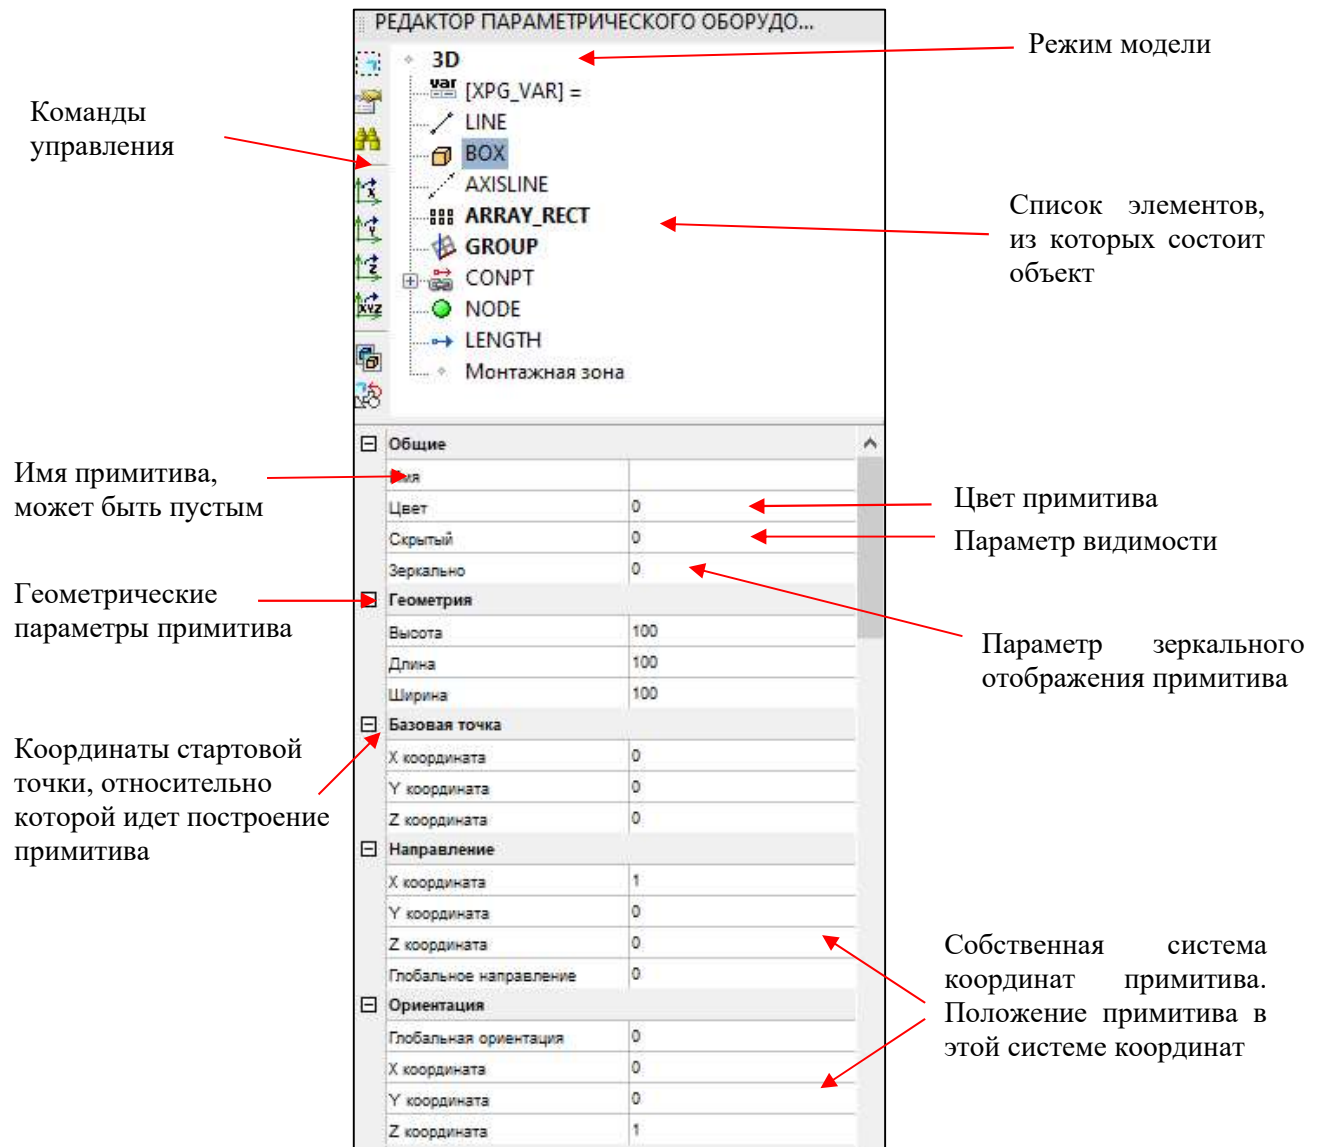 РЕДАКТОР ПАРАМЕТРИЧЕСКОГО ОБОРУДО...
3D
var [XPG_VAR] =
LINE
BOX
AXISLINE
ARRAY_RECT
GROUP
CONPT
NODE
LENGTH
Монтажная зона
X
Y
Z
XYZ
Режим модели
Команды
управления
Список элементов,
из которых состоит
объект
Общие
Имя
Цвет 0
Скрытый 0
Зеркально 0
Геометрия
Высота 100
Длина 100
Ширина 100
Базовая точка
X координата 0
Y координата 0
Z координата 0
Направление
X координата 1
Y координата 0
Z координата 0
Глобальное направление 0
Ориентация
Глобальная ориентация 0
X координата 0
Y координата 0
Z координата 1
Имя примитива,
может быть пустым
Геометрические
параметры примитива
Координаты стартовой
точки, относительно
которой идет построение
примитива
Цвет примитива
Параметр видимости
Параметр зеркального
отображения примитива
Собственная система
координат примитива.
Положение примитива в
этой системе координат